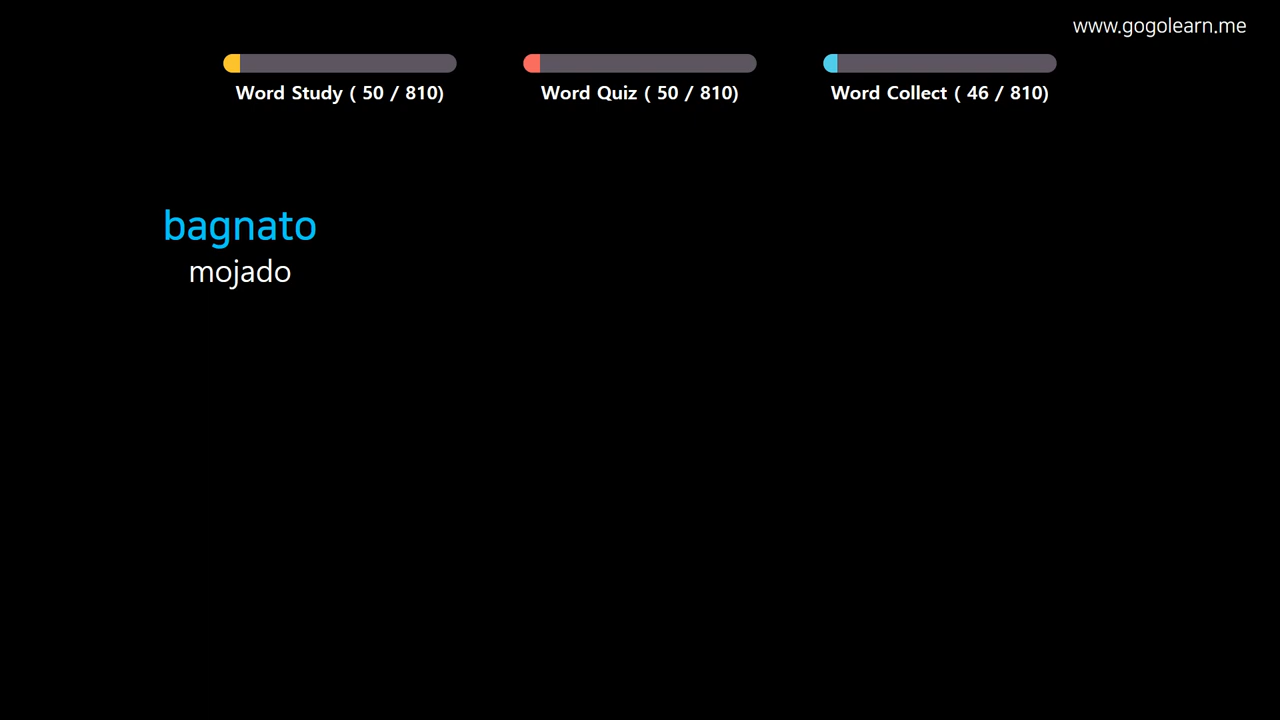 www.gogolearn.me
Word Study ( 50 / 810)
Word Quiz ( 50 / 810)
Word Collect ( 46 / 810)
bagnato
mojado